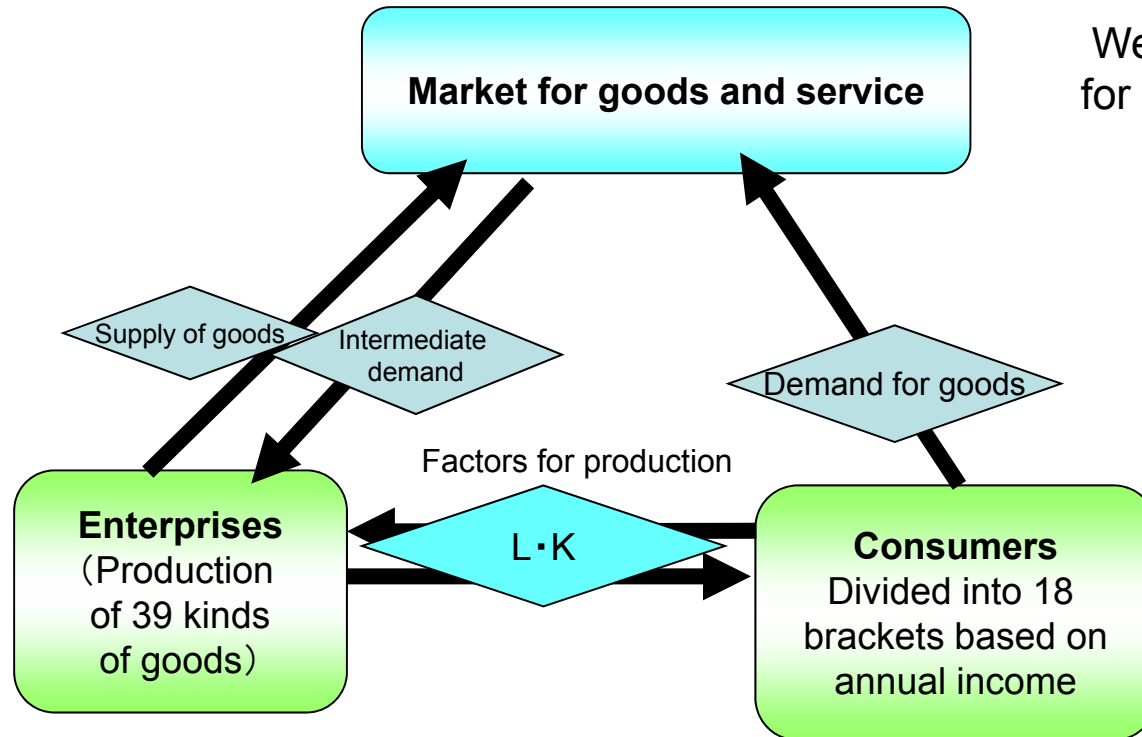 We
for
Market for goods and service
Supply of goods
Intermediate
demand
Demand for goods
Factors for production
L・K
Enterprises
（Production
of 39 kinds
of goods）
Consumers
Divided into 18
brackets based on
annual income